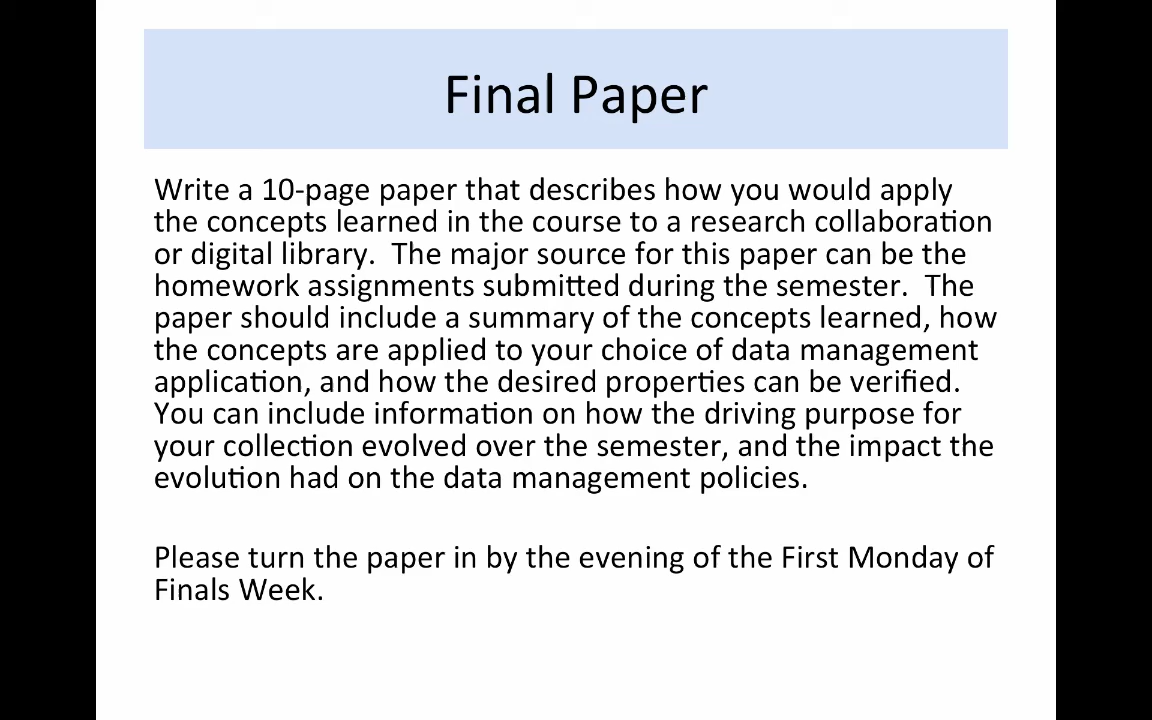 Final Paper
Write a 10-page paper that describes how you would apply
the concepts learned in the course to a research collaboration
or digital library.  The major source for this paper can be the
homework assignments submitted during the semester.  The
paper should include a summary of the concepts learned, how
the concepts are applied to your choice of data management
application, and how the desired properties can be verified.
You can include information on how the driving purpose for
your collection evolved over the semester, and the impact the
evolution had on the data management policies.
Please turn the paper in by the evening of the First Monday of
Finals Week.